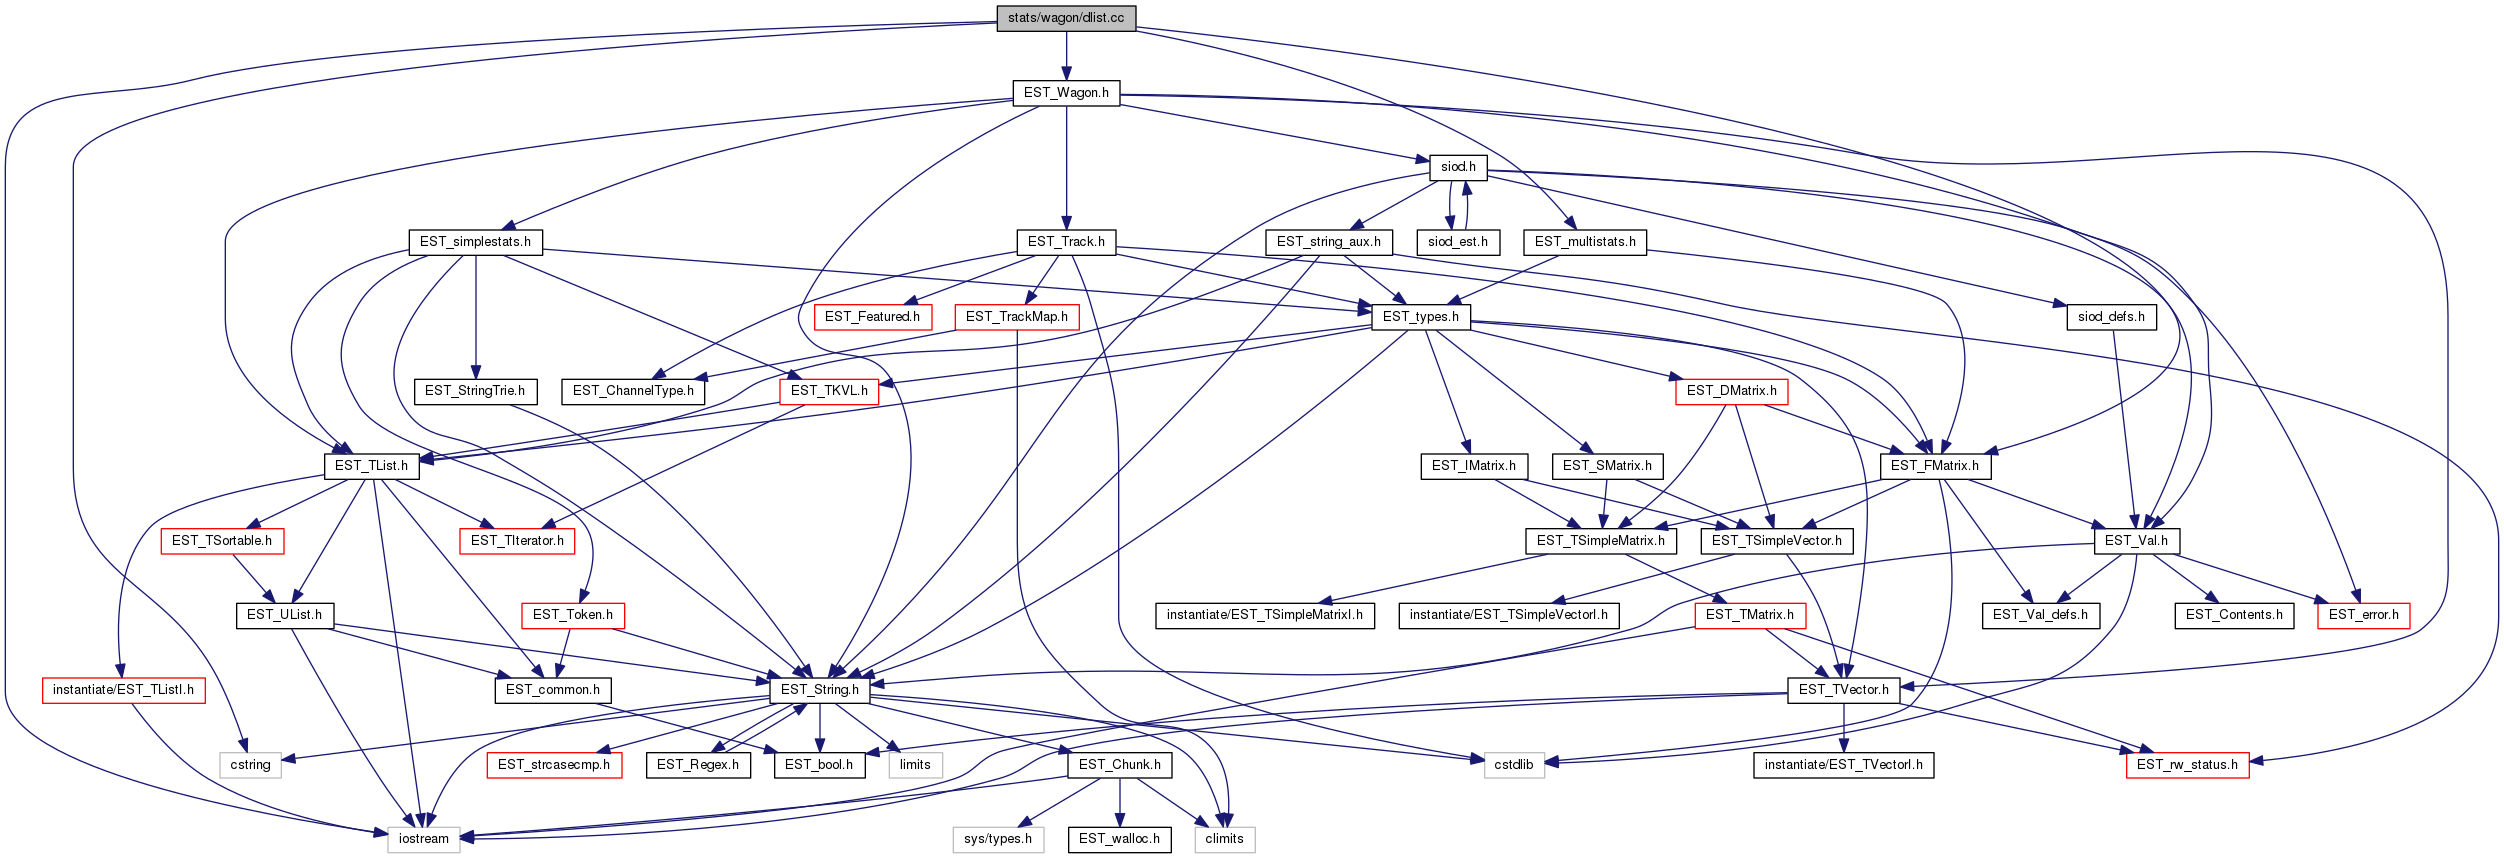 stats/wagon/dlist.cc
EST_Wagon.h
siod.h
EST_simplestats.h
EST_Track.h
EST_string_aux.h
siod_est.h
EST_multistats.h
EST_Featured.h
EST_TrackMap.h
EST_types.h
siod_defs.h
EST_StringTrie.h
EST_ChannelType.h
EST_TKVL.h
EST_DMatrix.h
EST_TList.h
EST_IMatrix.h
EST_SMatrix.h
EST_FMatrix.h
EST_TSortable.h
EST_TIterator.h
EST_TSimpleMatrix.h
EST_TSimpleVector.h
EST_Val.h
EST_UList.h
EST_Token.h
instantiate/EST_TSimpleMatrixI.h
instantiate/EST_TSimpleVectorI.h
EST_TMatrix.h
EST_Val_defs.h
EST_Contents.h
EST_error.h
instantiate/EST_TListI.h
EST_common.h
EST_String.h
EST_TVector.h
cstring
EST_strcasecmp.h
EST_Regex.h
EST_bool.h
limits
EST_Chunk.h
cstdlib
instantiate/EST_TVectorI.h
EST_rw_status.h
iostream
sys/types.h
EST_walloc.h
climits